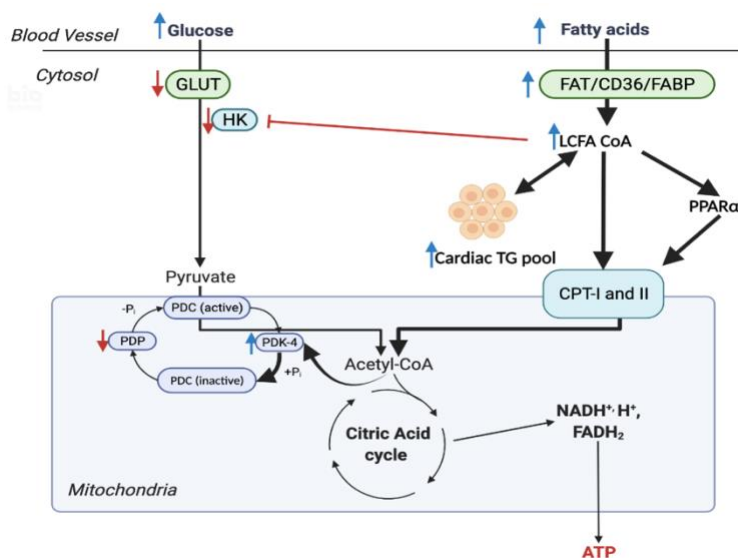 Blood Vessel
Glucose
Fatty acids
Cytosol
GLUT
FAT/CD36/FABP
HK
LCFA CoA
PPARα
Cardiac TG pool
Pyruvate
CPT-I and II
-Pi
PDC (active)
PDP
PDK-4
+Pi
PDC (inactive)
Acetyl-CoA
Citric Acid
cycle
NADH⁺, H⁺,
FADH₂
Mitochondria
ATP